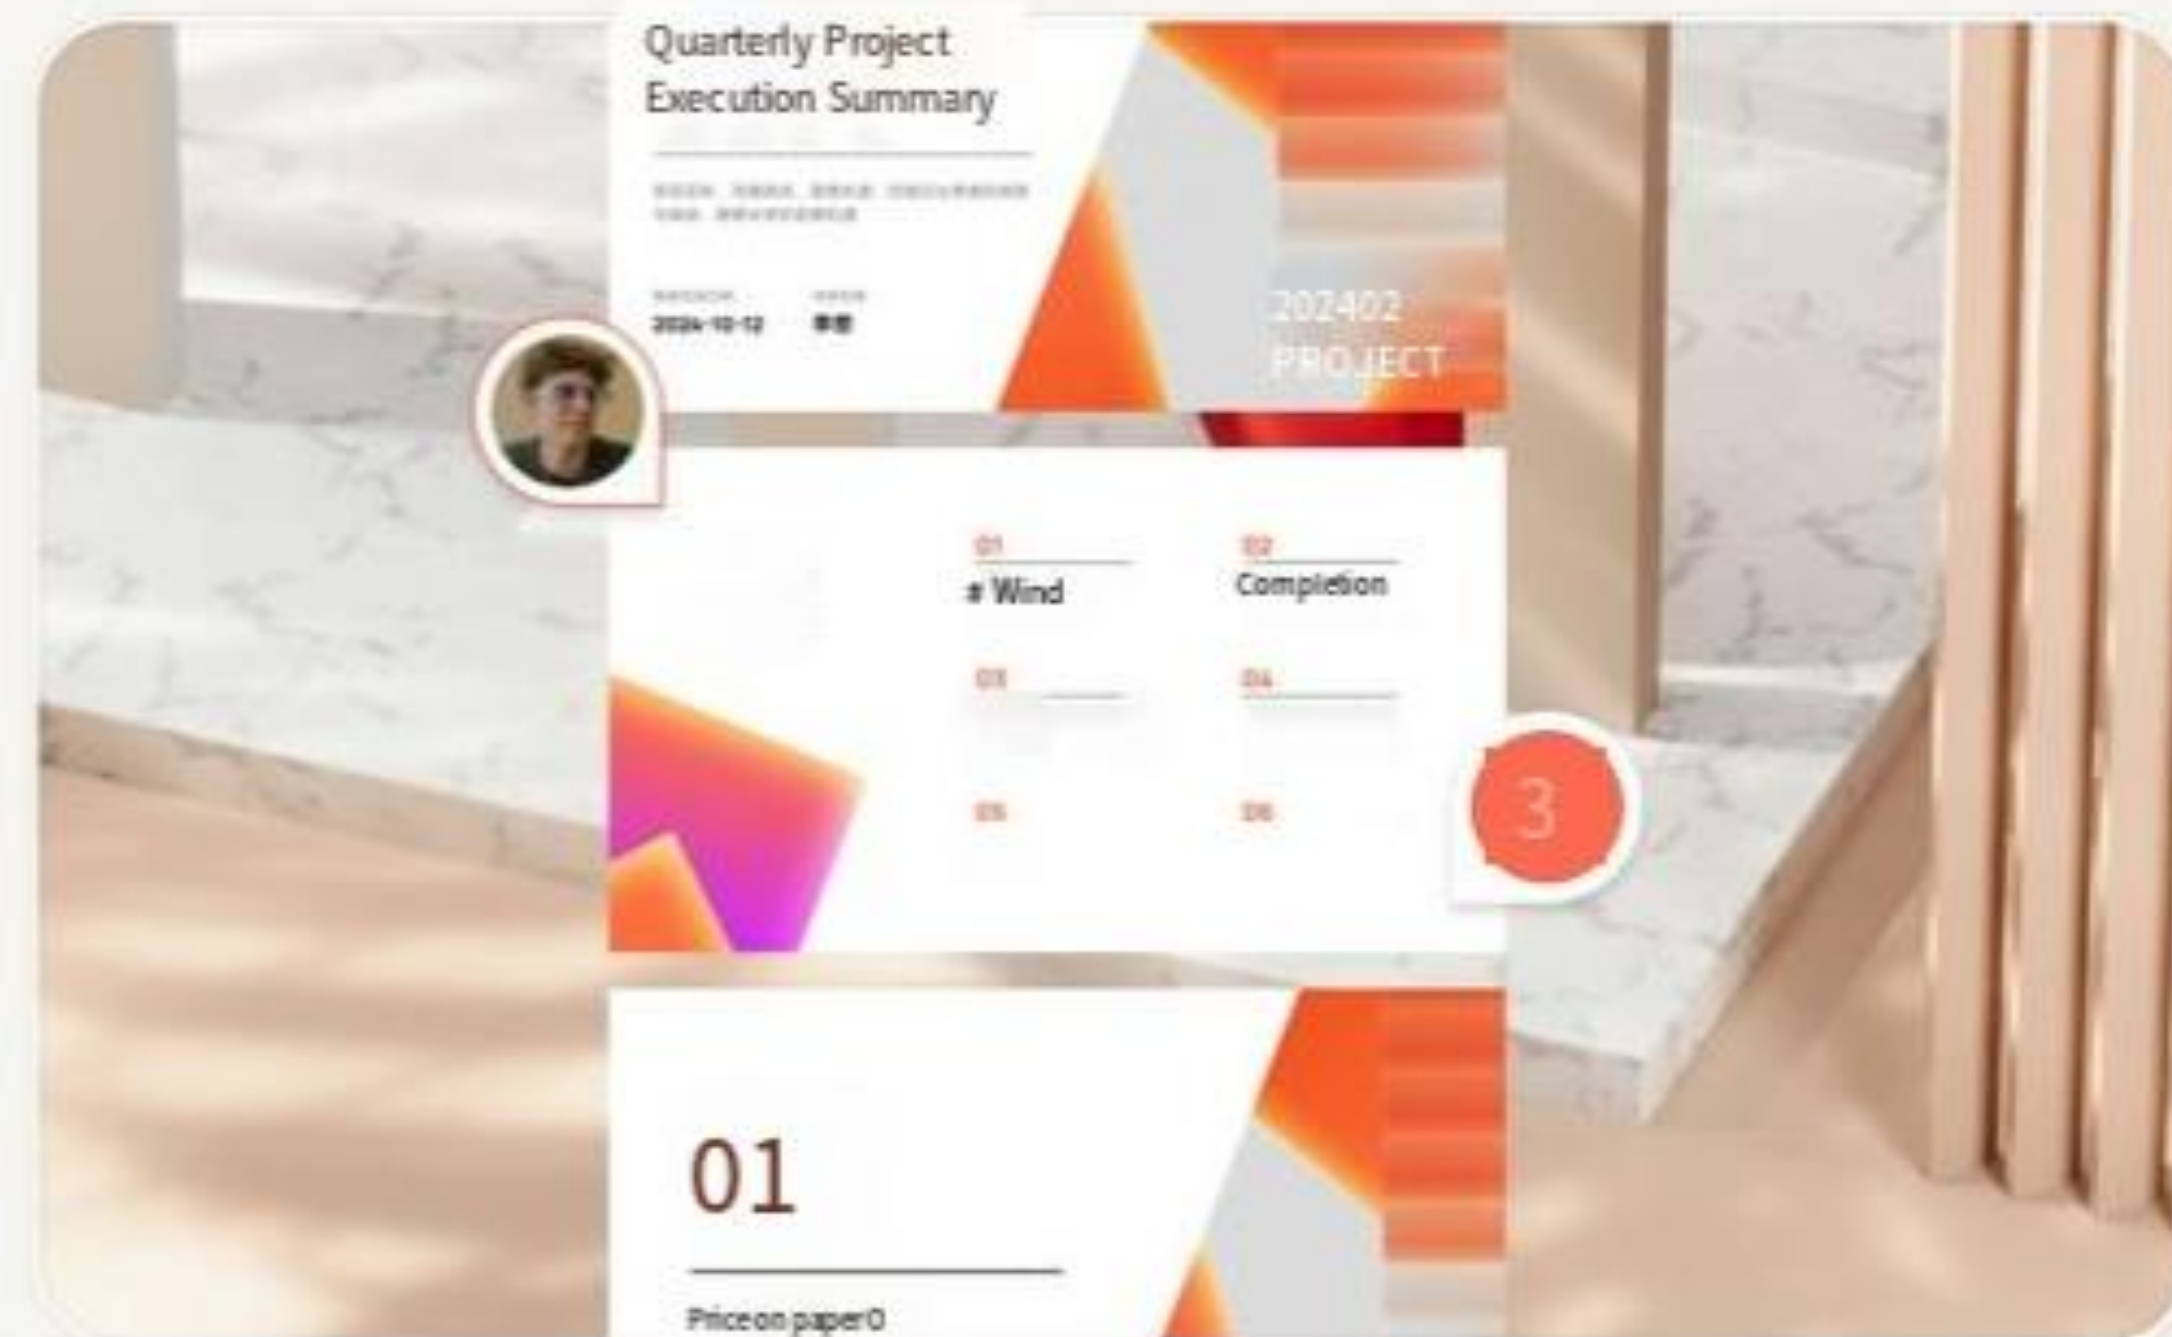 Quarterly Project
Execution Summary
2024-10-12
202402
PROJECT
01
# Wind
02
Completion
03
04
05
06
3
01
Price on paper0